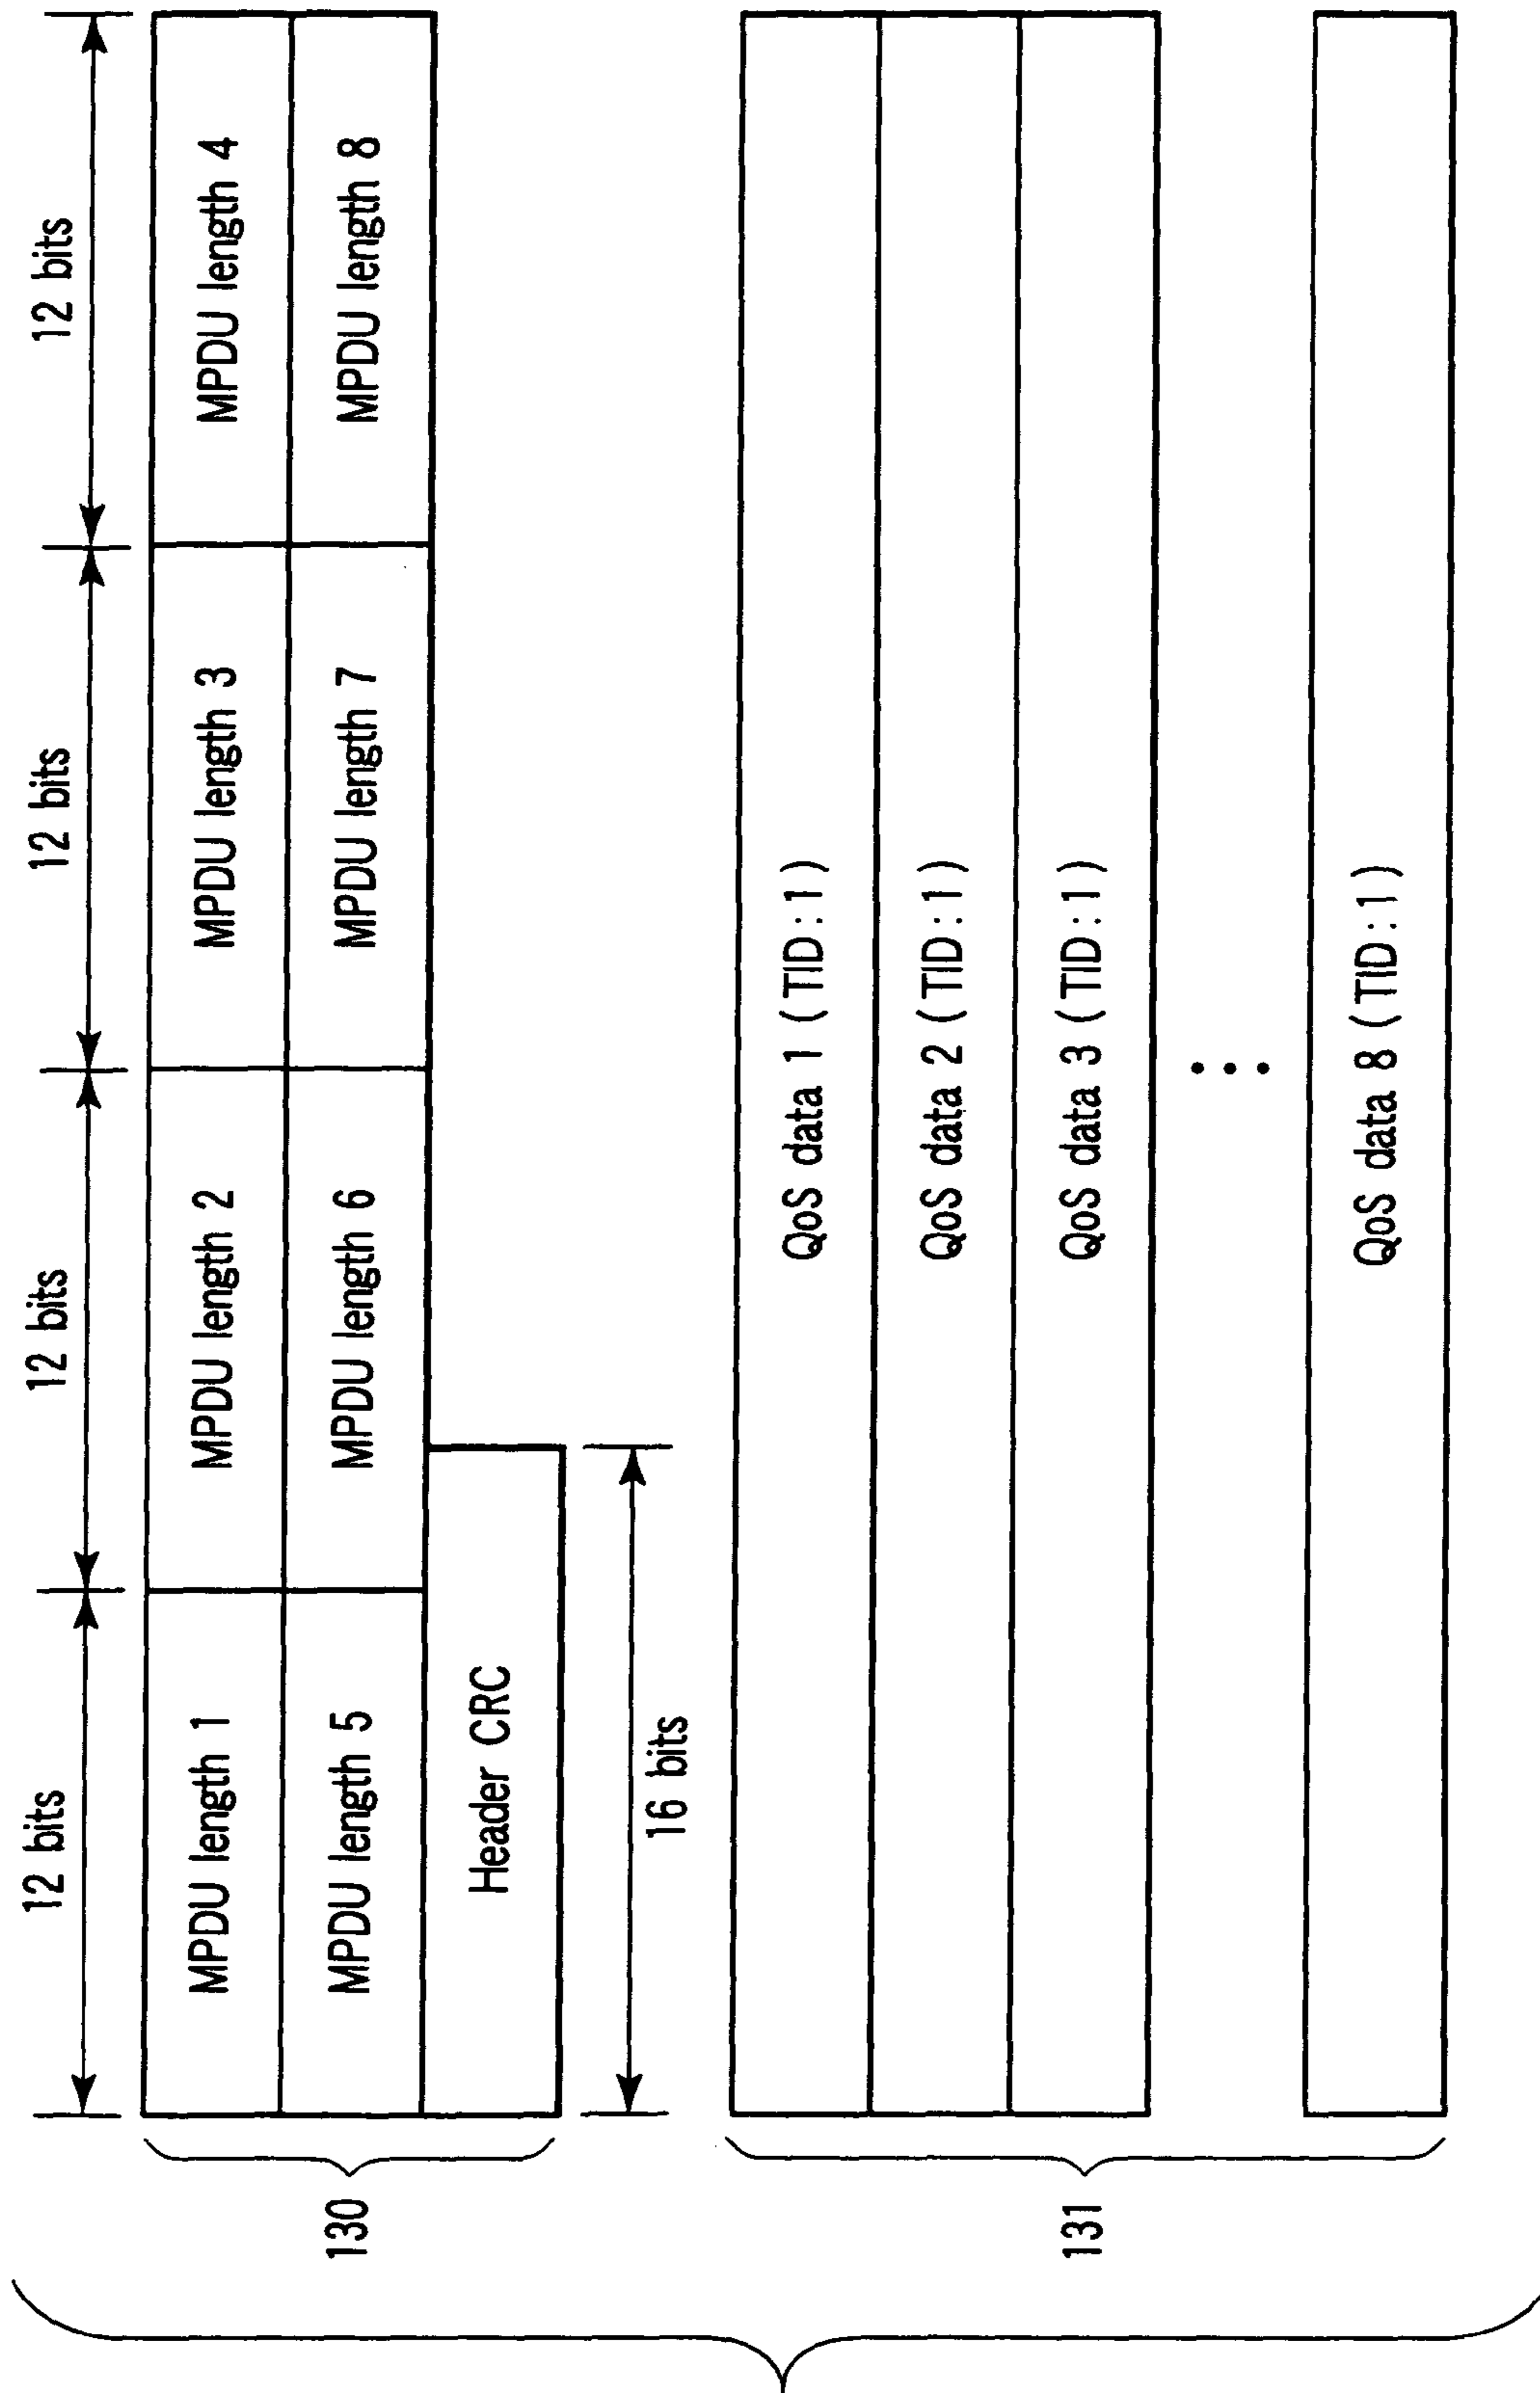 12 bits 12 bits 12 bits 12 bits
MPDU length 1 MPDU length 2 MPDU length 3 MPDU length 4
MPDU length 5 MPDU length 6 MPDU length 7 MPDU length 8
130
Header CRC
16 bits
QoS data 1 (TID:1)
QoS data 2 (TID:1)
QoS data 3 (TID:1)
131
...
QoS data 8 (TID:1)